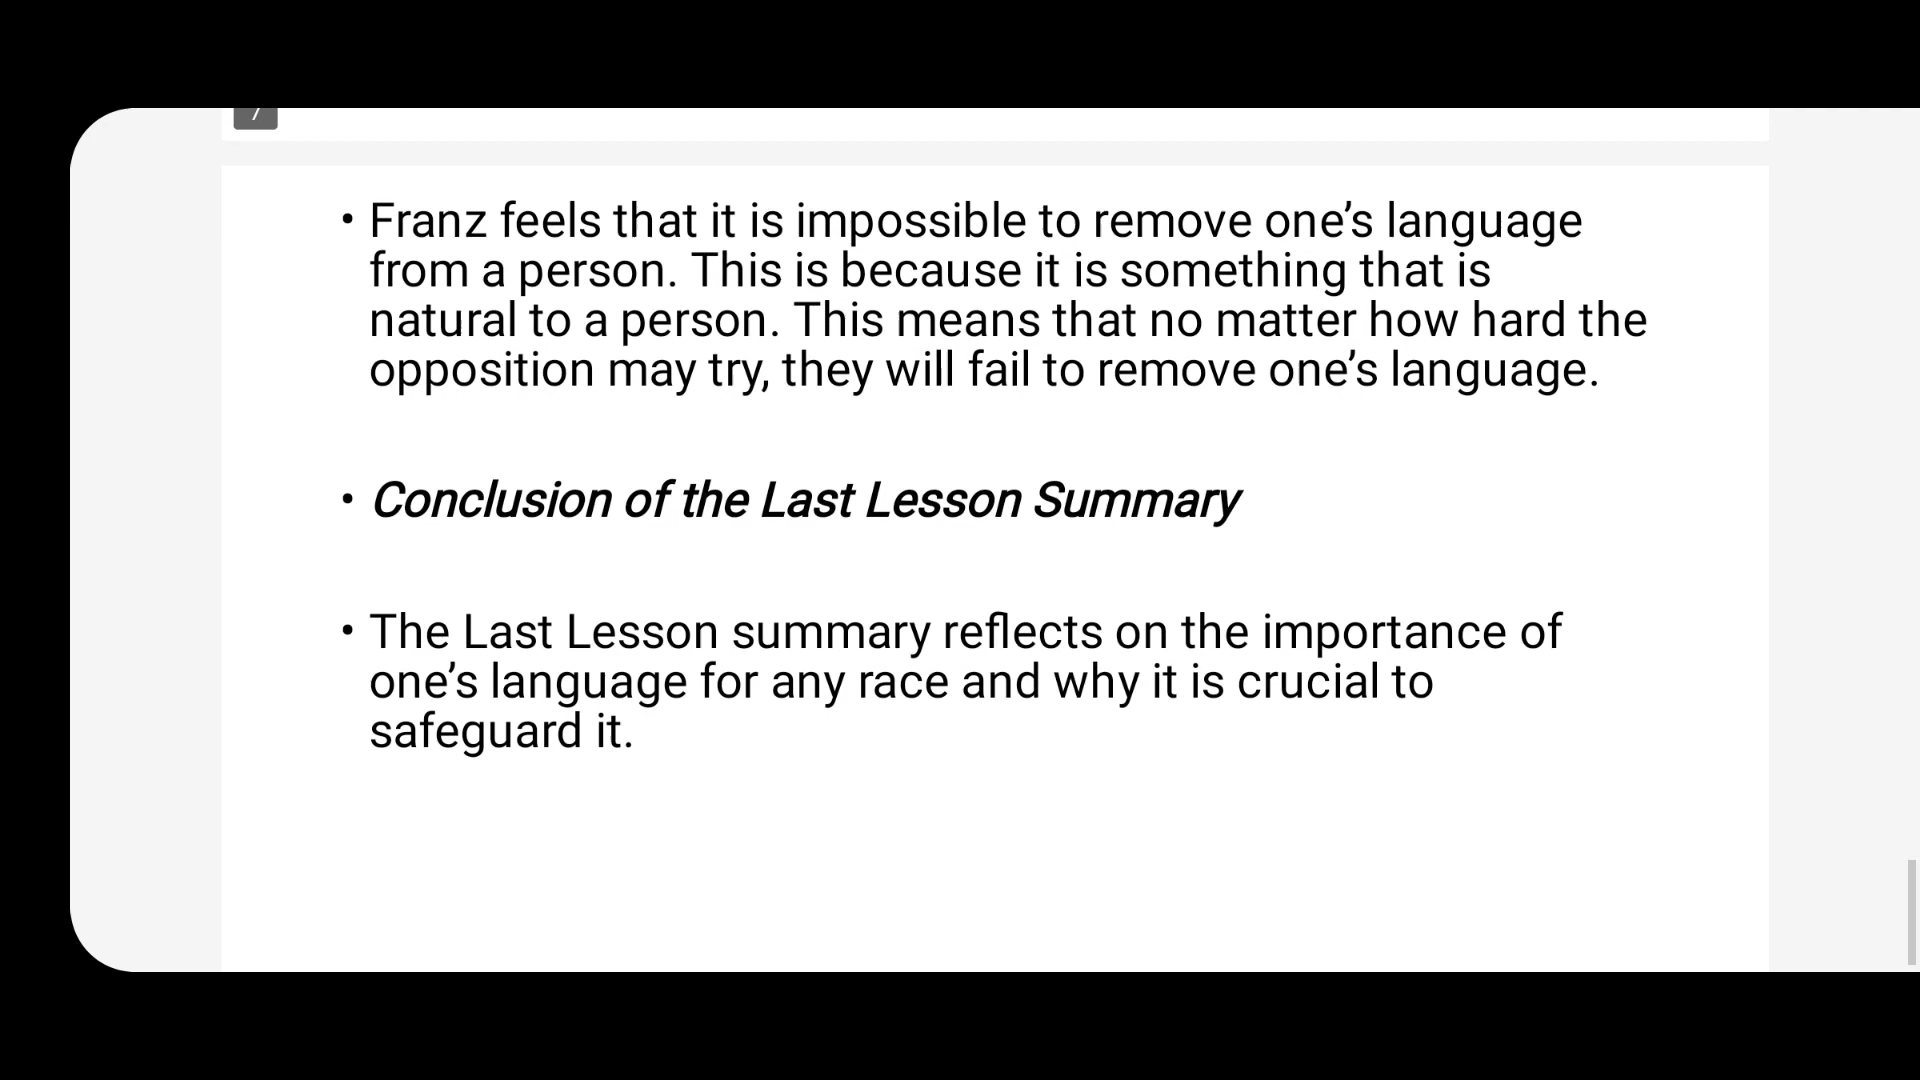 • Franz feels that it is impossible to remove one’s language
from a person. This is because it is something that is
natural to a person. This means that no matter how hard the
opposition may try, they will fail to remove one’s language.
• Conclusion of the Last Lesson Summary
• The Last Lesson summary reflects on the importance of
one’s language for any race and why it is crucial to
safeguard it.